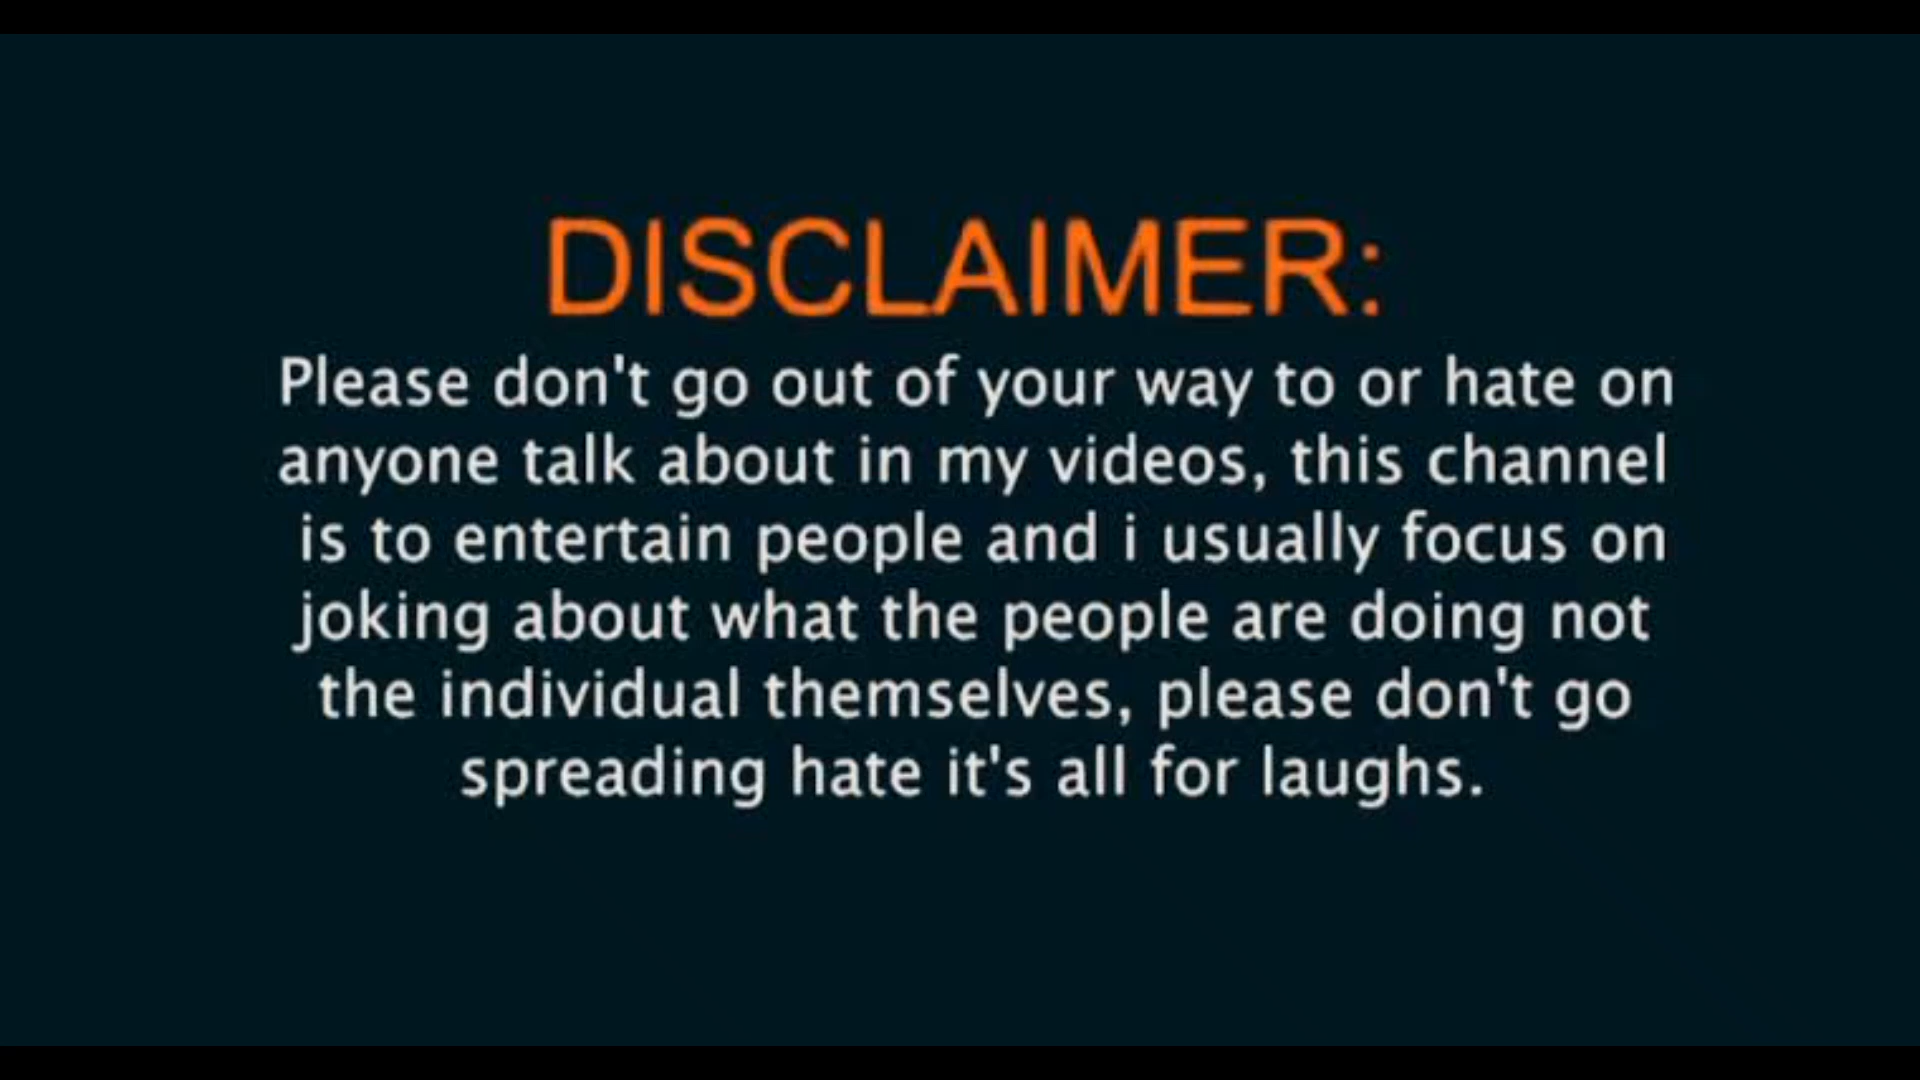 DISCLAIMER:
Please don't go out of your way to or hate on
anyone talk about in my videos, this channel
is to entertain people and i usually focus on
joking about what the people are doing not
the individual themselves, please don't go
spreading hate it's all for laughs.